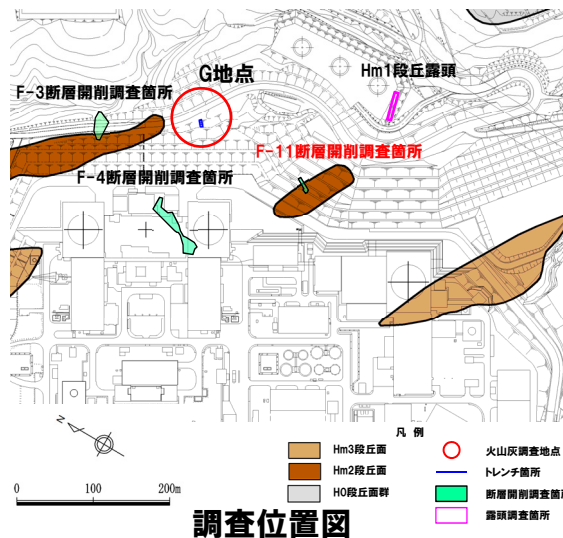 G地点
Hm1段丘露頭
F-3断層開削調査箇所
F-11断層開削調査箇所
F-4断層開削調査箇所
N
凡 例
Hm3段丘面
Hm2段丘面
H0段丘面群
火山灰調査地点
トレンチ箇所
断層開削調査箇所
露頭調査箇所
0 100 200m
調査位置図